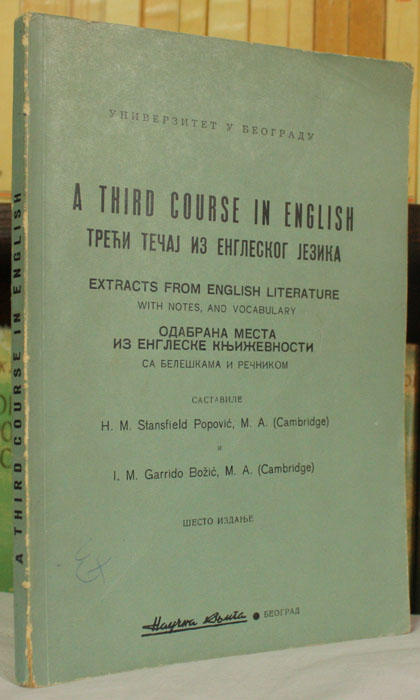 УНИВЕРЗИТЕТ У БЕОГРАДУ
A THIRD COURSE IN ENGLISH
ТРЕЋИ ТЕЧАЈ ИЗ ЕНГЛЕСКОГ ЈЕЗИКА
EXTRACTS FROM ENGLISH LITERATURE
WITH NOTES, AND VOCABULARY
ОДАБРАНА МЕСТА
ИЗ ЕНГЛЕСКЕ КЊИЖЕВНОСТИ
СА БЕЛЕШКАМА И РЕЧНИКОМ
САСТАВИЛЕ
H. M. Stansfield Popović, M. A. (Cambridge)
и
I. M. Garrido Božić, M. A. (Cambridge)
ШЕСТО ИЗДАЊЕ
Научна књига • БЕОГРАД
A THIRD COURSE IN ENGLISH